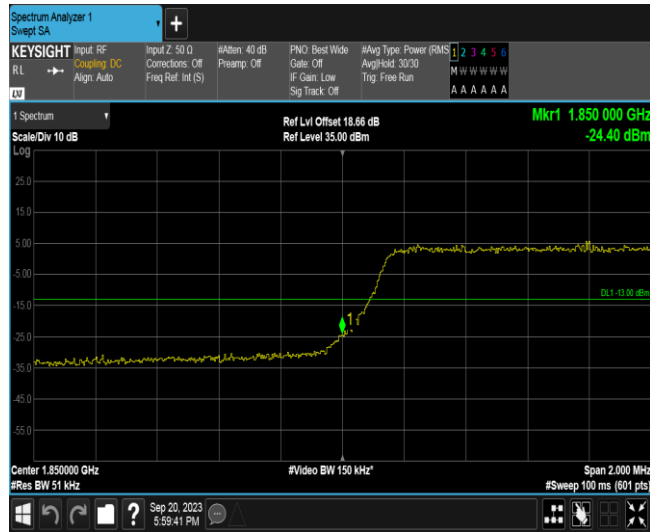 Spectrum Analyzer 1
Swept SA
+
KEYSIGHT
RL
LXI
Input: RF
Coupling: DC
Align: Auto
Input Z: 50 Ω
Corrections: Off
Freq Ref: Int (S)
#Atten: 40 dB
Preamp: Off
PNO: Best Wide
Gate: Off
IF Gain: Low
Sig Track: Off
#Avg Type: Power (RMS
Avg|Hold: 30/30
Trig: Free Run
1 2 3 4 5 6
M W W W W W
A A A A A A
1 Spectrum
Scale/Div 10 dB
Log
Ref Lvl Offset 18.66 dB
Ref Level 35.00 dBm
Mkr1 1.850 000 GHz
-24.40 dBm
25.0
15.0
5.00
-5.00
-15.0
-25.0
-35.0
-45.0
-55.0
DL1 -13.00 dBm
1
Center 1.850000 GHz
#Res BW 51 kHz
#Video BW 150 kHz*
Span 2.000 MHz
#Sweep 100 ms (601 pts)
?
Sep 20, 2023
5:59:41 PM